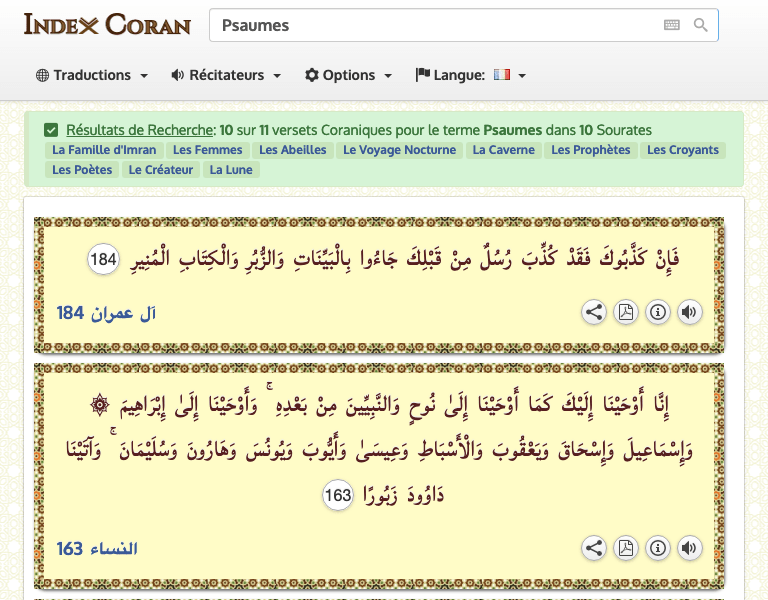 INDEX CORAN
Psaumes
Traductions
Récitateurs
Options
Langue:
Résultats de Recherche: 10 sur 11 versets Coraniques pour le terme Psaumes dans 10 Sourates
La Famille d'Imran Les Femmes Les Abeilles Le Voyage Nocturne La Caverne Les Prophètes Les Croyants
Les Poètes Le Créateur La Lune
فَإِنْ كَذَّبُوكَ فَقَدْ كُذِّبَ رُسُلٌ مِنْ قَبْلِكَ جَاءُوا بِالْبَيِّنَاتِ وَالزُّبُرِ وَالْكِتَابِ الْمُنِيرِ 184
آل عمران 184
إِنَّا أَوْحَيْنَا إِلَيْكَ كَمَا أَوْحَيْنَا إِلَىٰ نُوحٍ وَالنَّبِيِّينَ مِنْ بَعْدِهِ ۚ وَأَوْحَيْنَا إِلَىٰ إِبْرَاهِيمَ ۞
وَإِسْمَاعِيلَ وَإِسْحَاقَ وَيَعْقُوبَ وَالْأَسْبَاطِ وَعِيسَىٰ وَأَيُّوبَ وَيُونُسَ وَهَارُونَ وَسُلَيْمَانَ ۚ وَآتَيْنَا
دَاوُودَ زَبُورًا 163
النساء 163